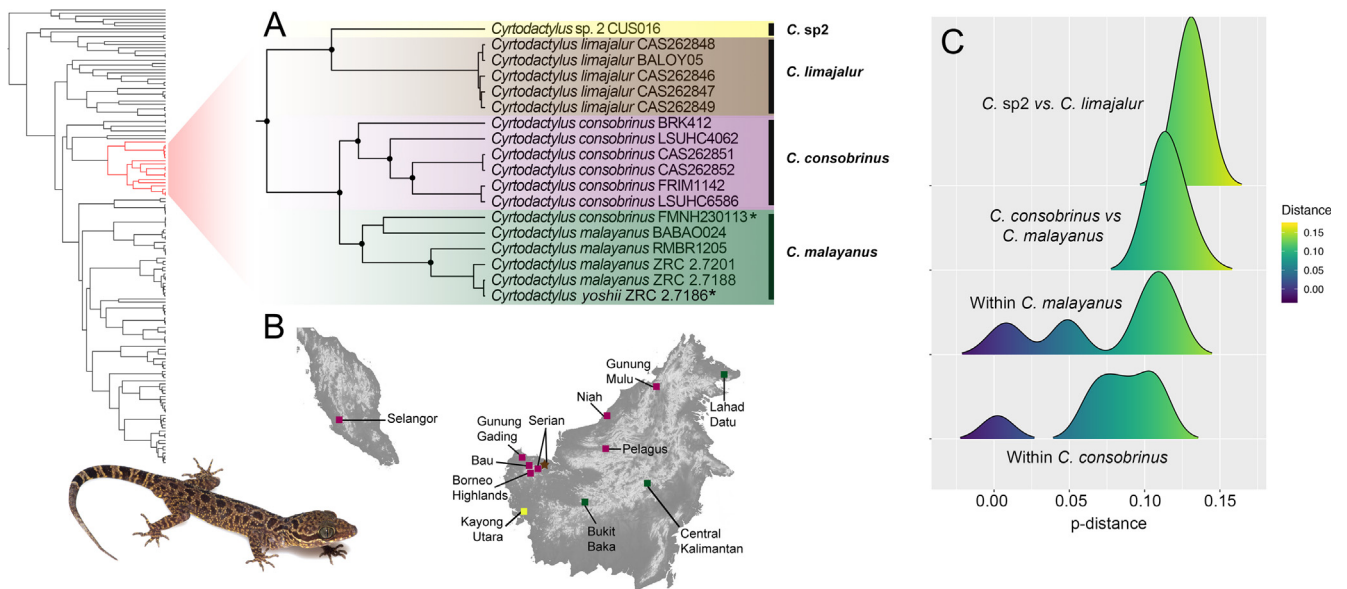 A
Cyrtodactylus sp. 2 CUS016
Cyrtodactylus limajalur CAS262848
Cyrtodactylus limajalur BALOY05
Cyrtodactylus limajalur CAS262846
Cyrtodactylus limajalur CAS262847
Cyrtodactylus limajalur CAS262849
Cyrtodactylus consobrinus BRK412
Cyrtodactylus consobrinus LSUHC4062
Cyrtodactylus consobrinus CAS262851
Cyrtodactylus consobrinus CAS262852
Cyrtodactylus consobrinus FRIM1142
Cyrtodactylus consobrinus LSUHC6586
Cyrtodactylus consobrinus FMNH230113*
Cyrtodactylus malayanus BABAO024
Cyrtodactylus malayanus RMBR1205
Cyrtodactylus malayanus ZRC 2.7201
Cyrtodactylus malayanus ZRC 2.7188
Cyrtodactylus yoshii ZRC 2.7186*
C. sp2
C. limajalur
C. consobrinus
C. malayanus
B
Selangor
Gunung
Mulu
Niah
Lahad
Datu
Serian
Gunung
Gading
Pelagus
Bau
Borneo
Highlands
Kayong
Utara
Bukit
Baka
Central
Kalimantan
C
C. sp2 vs. C. limajalur
C. consobrinus vs
C. malayanus
Within C. malayanus
Within C. consobrinus
0.00
0.05
0.10
0.15
p-distance
Distance
0.15
0.10
0.05
0.00